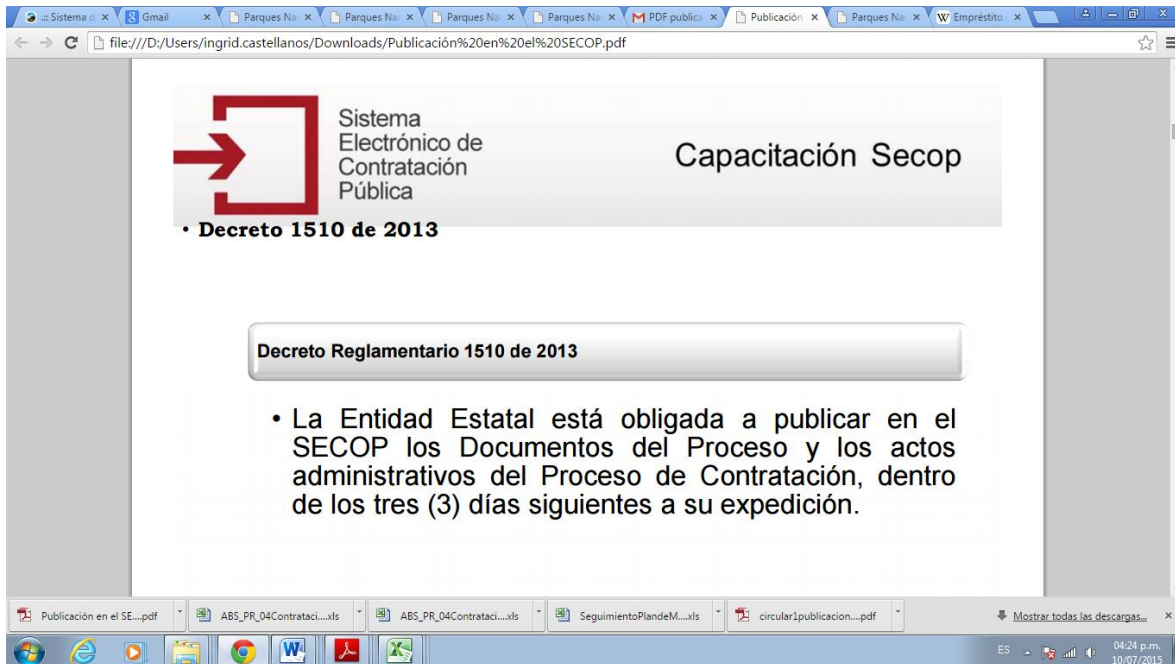 .:: Sistema d
Gmail
Parques Na
Parques Na
Parques Na
Parques Na
PDF publica
Publicación
Parques Na
W Empréstito
file:///D:/Users/ingrid.castellanos/Downloads/Publicación%20en%20el%20SECOP.pdf
Sistema
Electrónico de
Contratación
Pública
Capacitación Secop
• Decreto 1510 de 2013
Decreto Reglamentario 1510 de 2013
• La Entidad Estatal está obligada a publicar en el
SECOP los Documentos del Proceso y los actos
administrativos del Proceso de Contratación, dentro
de los tres (3) días siguientes a su expedición.
Publicación en el SE....pdf
ABS_PR_04Contrataci....xls
ABS_PR_04Contrataci....xls
SeguimientoPlandeM....xls
circular1publicacion....pdf
Mostrar todas las descargas...
ES
04:24 p.m.
10/07/2015